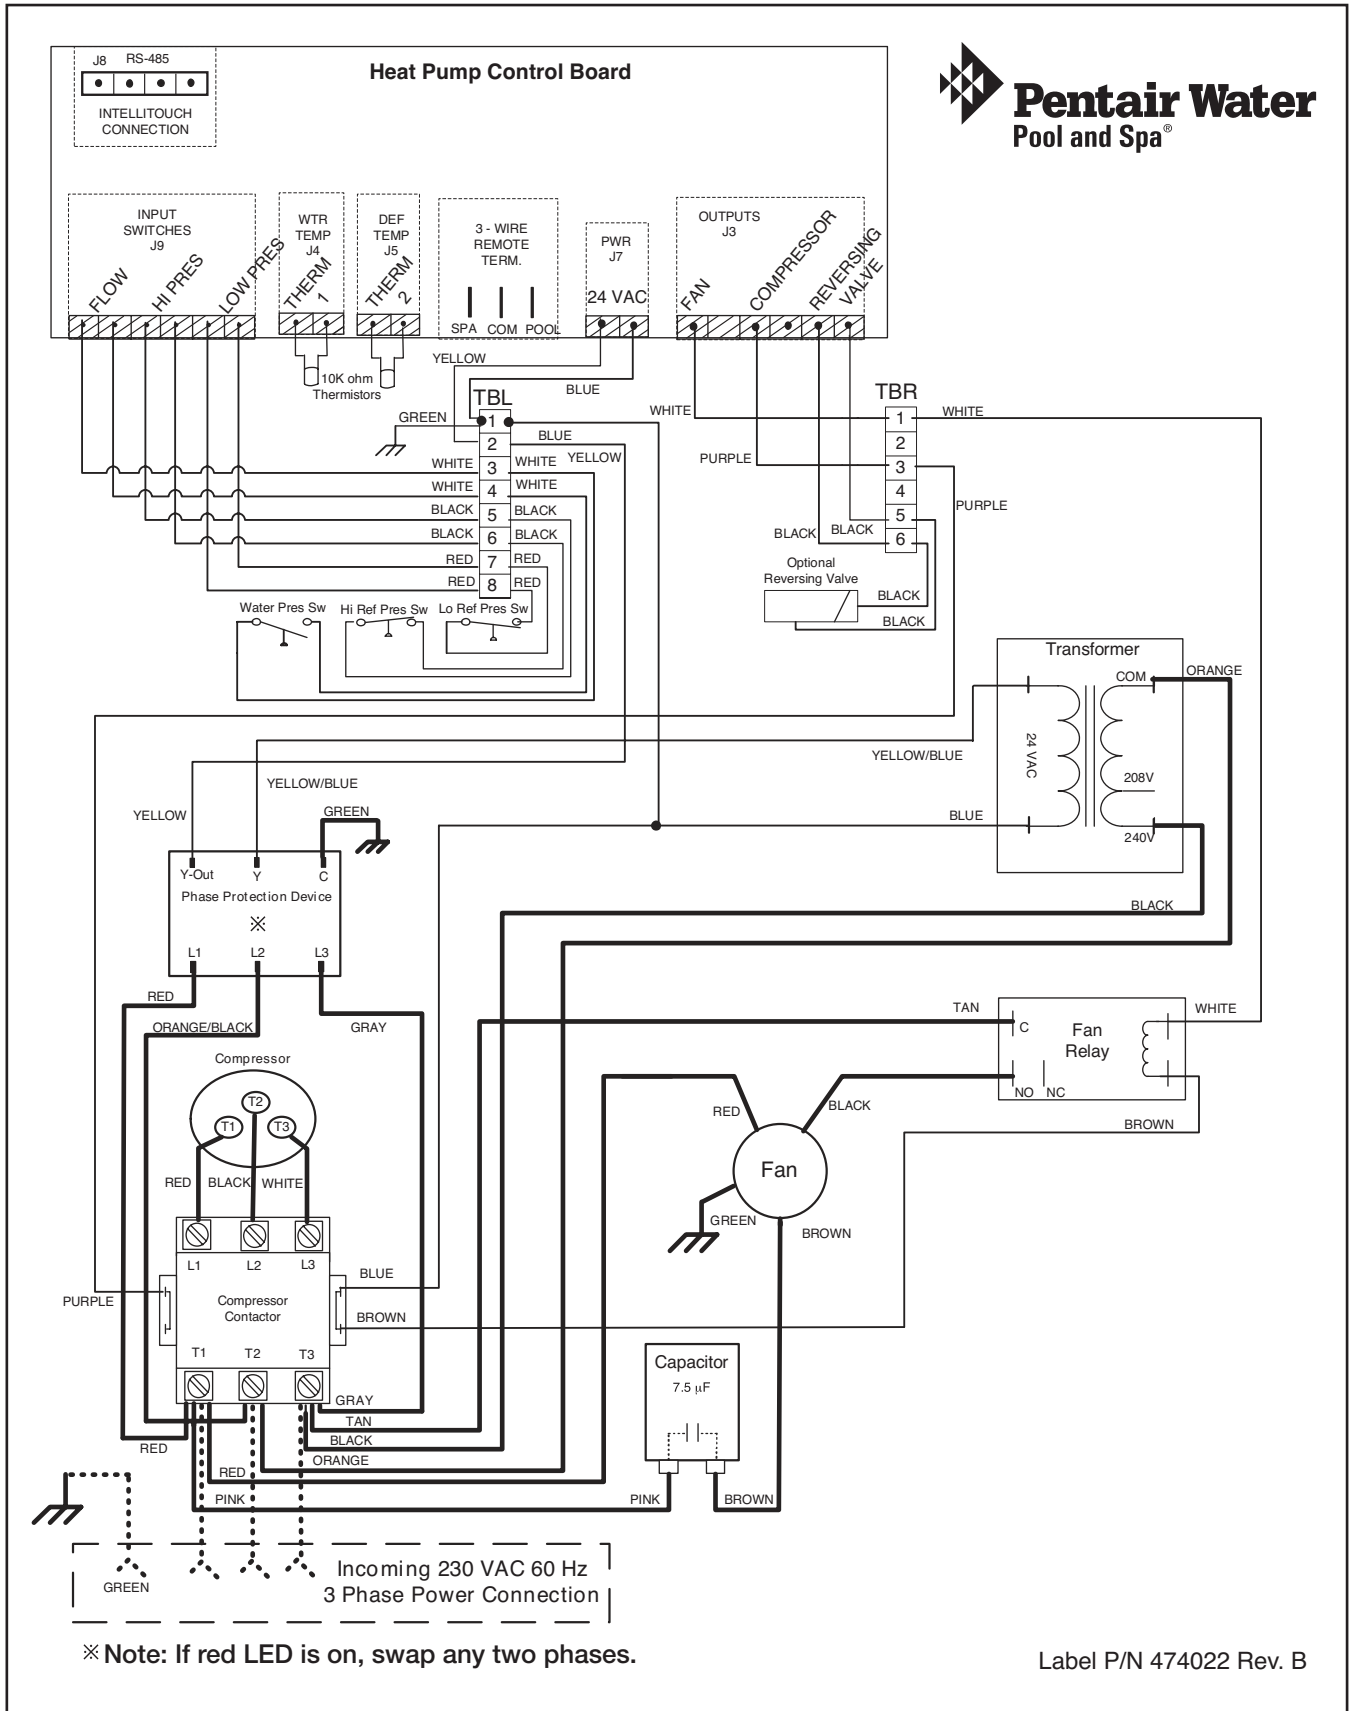 J8 RS-485
INTELLITOUCH
CONNECTION
Heat Pump Control Board
Pentair Water
Pool and Spa®
INPUT
SWITCHES
J9
FLOW
HI PRES
LOW PRES
WTR
TEMP
J4
THERM
1
DEF
TEMP
J5
THERM
2
3 - WIRE
REMOTE
TERM.
SPA COM POOL
PWR
J7
24 VAC
OUTPUTS
J3
FAN
COMPRESSOR
REVERSING
VALVE
10K ohm
Thermistors
YELLOW
BLUE
GREEN
TBL
1
2
3
4
5
6
7
8
WHITE
WHITE
BLACK
BLACK
RED
RED
BLUE
YELLOW
WHITE
WHITE
BLACK
BLACK
RED
RED
TBR
1
2
3
4
5
6
WHITE
WHITE
PURPLE
PURPLE
BLACK
BLACK
Optional
Reversing Valve
BLACK
BLACK
Water Pres Sw
Hi Ref Pres Sw
Lo Ref Pres Sw
Transformer
COM
ORANGE
24 VAC
208V
240V
YELLOW/BLUE
BLUE
BLACK
YELLOW/BLUE
YELLOW
GREEN
Y-Out Y C
Phase Protection Device
※
L1 L2 L3
RED
ORANGE/BLACK
GRAY
Compressor
T1
T2
T3
RED
BLACK
WHITE
L1 L2 L3
Compressor
Contactor
T1 T2 T3
PURPLE
BLUE
BROWN
TAN
C
Fan
Relay
NO NC
WHITE
BROWN
RED
BLACK
Fan
GREEN
BROWN
Capacitor
7.5 µF
GRAY
TAN
BLACK
ORANGE
RED
RED
PINK
PINK
BROWN
GREEN
Incoming 230 VAC 60 Hz
3 Phase Power Connection
※ Note: If red LED is on, swap any two phases.
Label P/N 474022 Rev. B